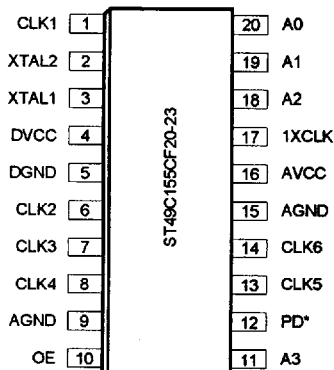 CLK1 1 20 A0
XTAL2 2 19 A1
XTAL1 3 18 A2
DVCC 4 17 1XCLK
DGND 5 16 AVCC
CLK2 6 15 AGND
CLK3 7 14 CLK6
CLK4 8 13 CLK5
AGND 9 12 PD*
OE 10 11 A3
ST49C155CF20-23